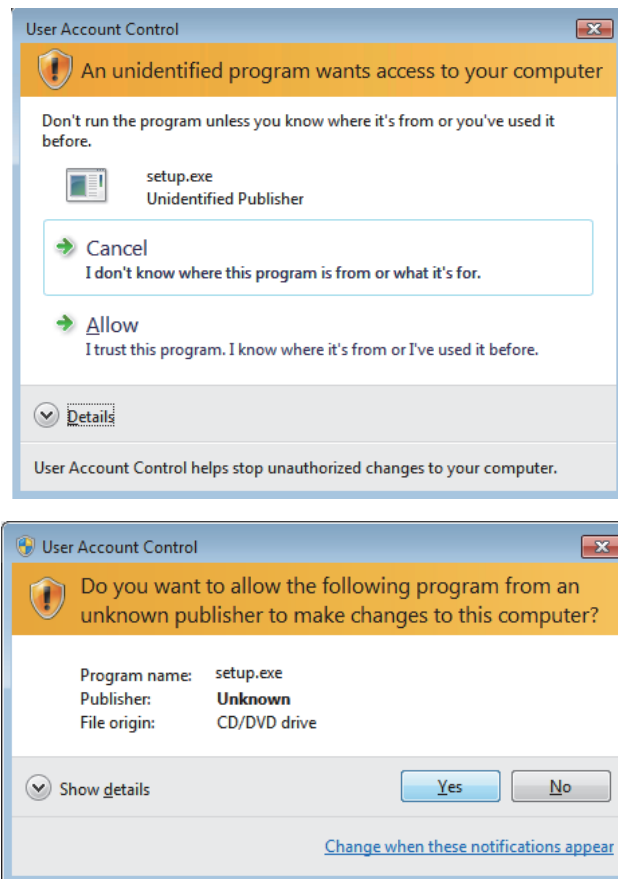 User Account Control
An unidentified program wants access to your computer
Don't run the program unless you know where it's from or you've used it
before.
setup.exe
Unidentified Publisher
Cancel
I don't know where this program is from or what it's for.
Allow
I trust this program. I know where it's from or I've used it before.
Details
User Account Control helps stop unauthorized changes to your computer.
User Account Control
Do you want to allow the following program from an
unknown publisher to make changes to this computer?
Program name: setup.exe
Publisher: Unknown
File origin: CD/DVD drive
Show details Yes No
Change when these notifications appear